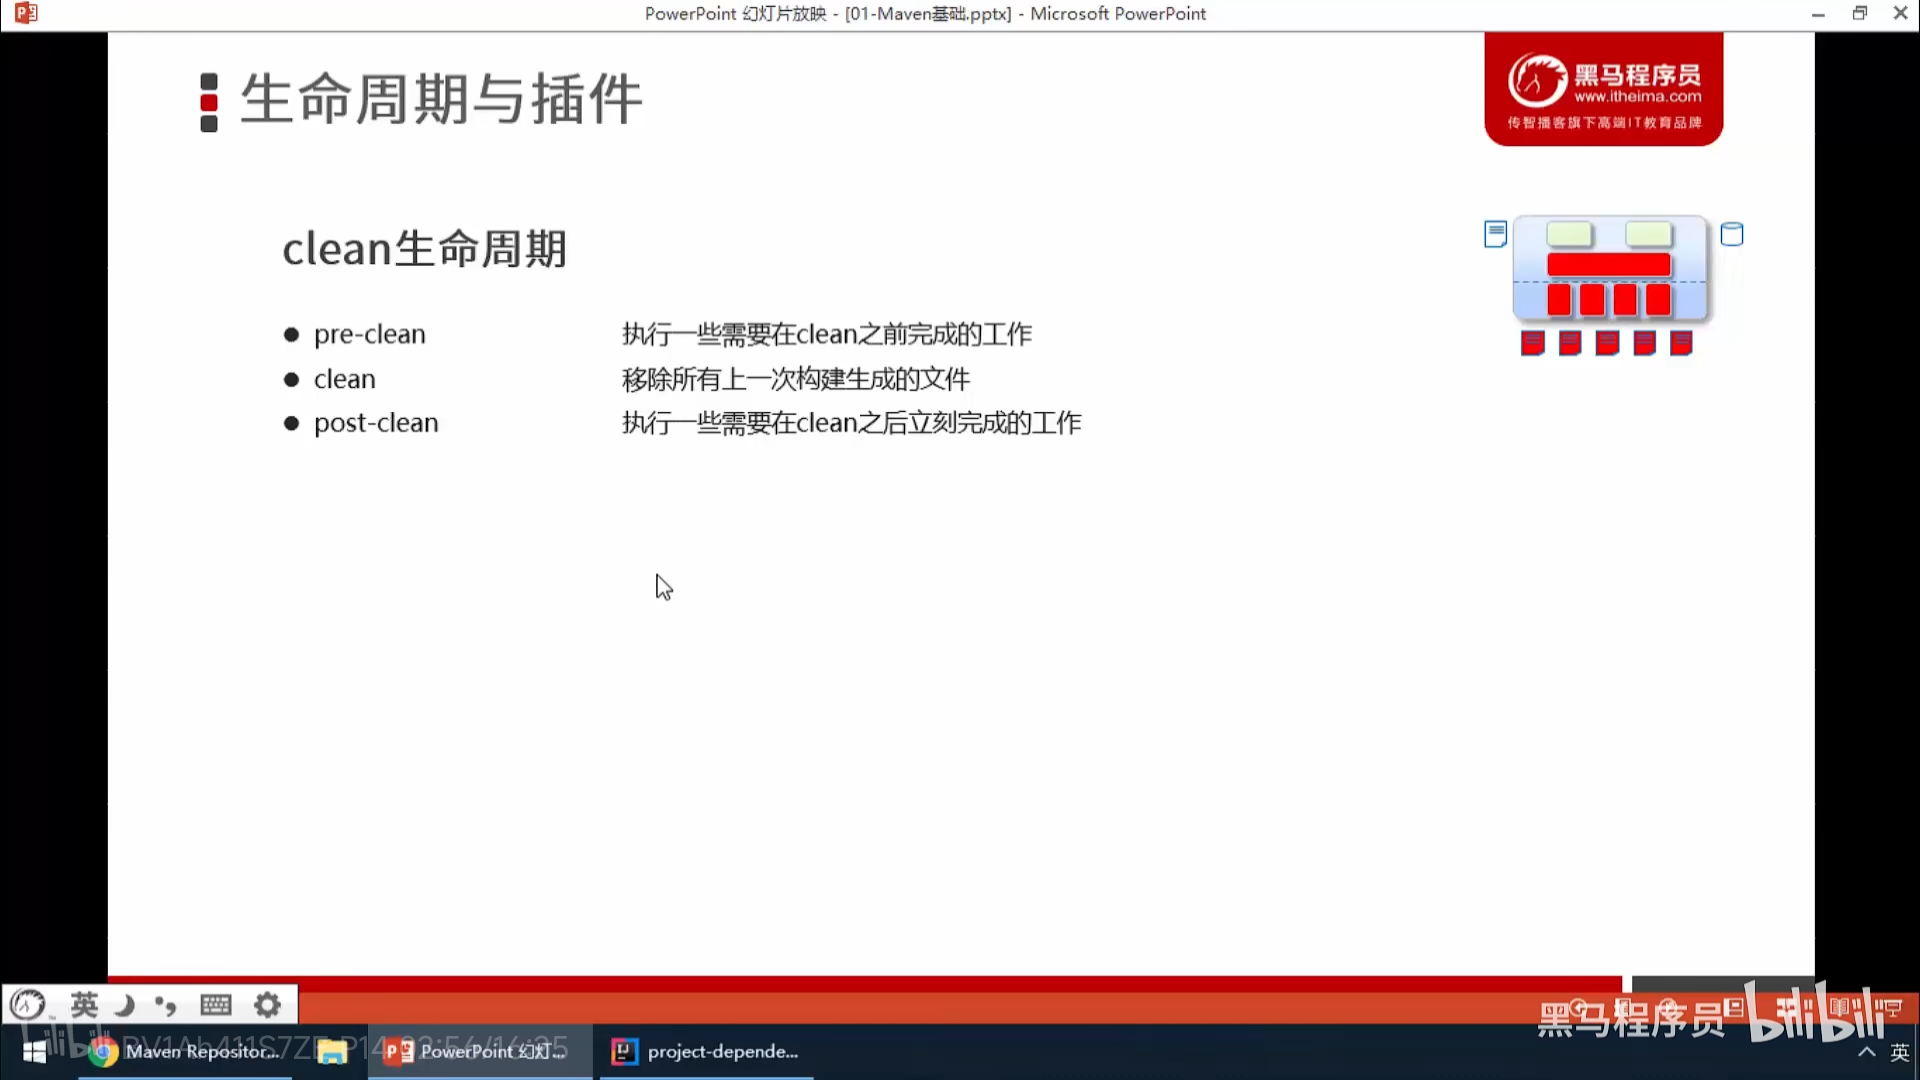 PowerPoint 幻灯片放映 - [01-Maven基础.pptx] - Microsoft PowerPoint
生命周期与插件
黑马程序员
www.itheima.com
传智播客旗下高端IT教育品牌
clean生命周期
pre-clean 执行一些需要在clean之前完成的工作
clean 移除所有上一次构建生成的文件
post-clean 执行一些需要在clean之后立刻完成的工作
英
黑马程序员 bilibili
Maven Repositor...
PowerPoint 幻灯...
project-depende...
英